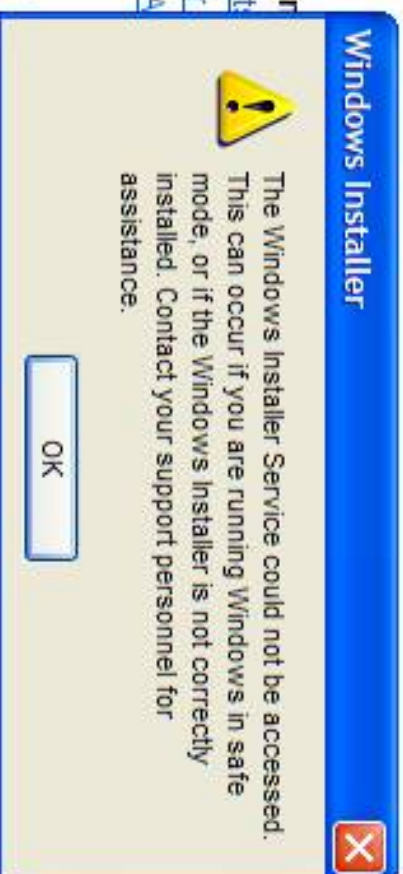 Windows Installer
The Windows Installer Service could not be accessed.
This can occur if you are running Windows in safe
mode, or if the Windows Installer is not correctly
installed. Contact your support personnel for
assistance.
OK